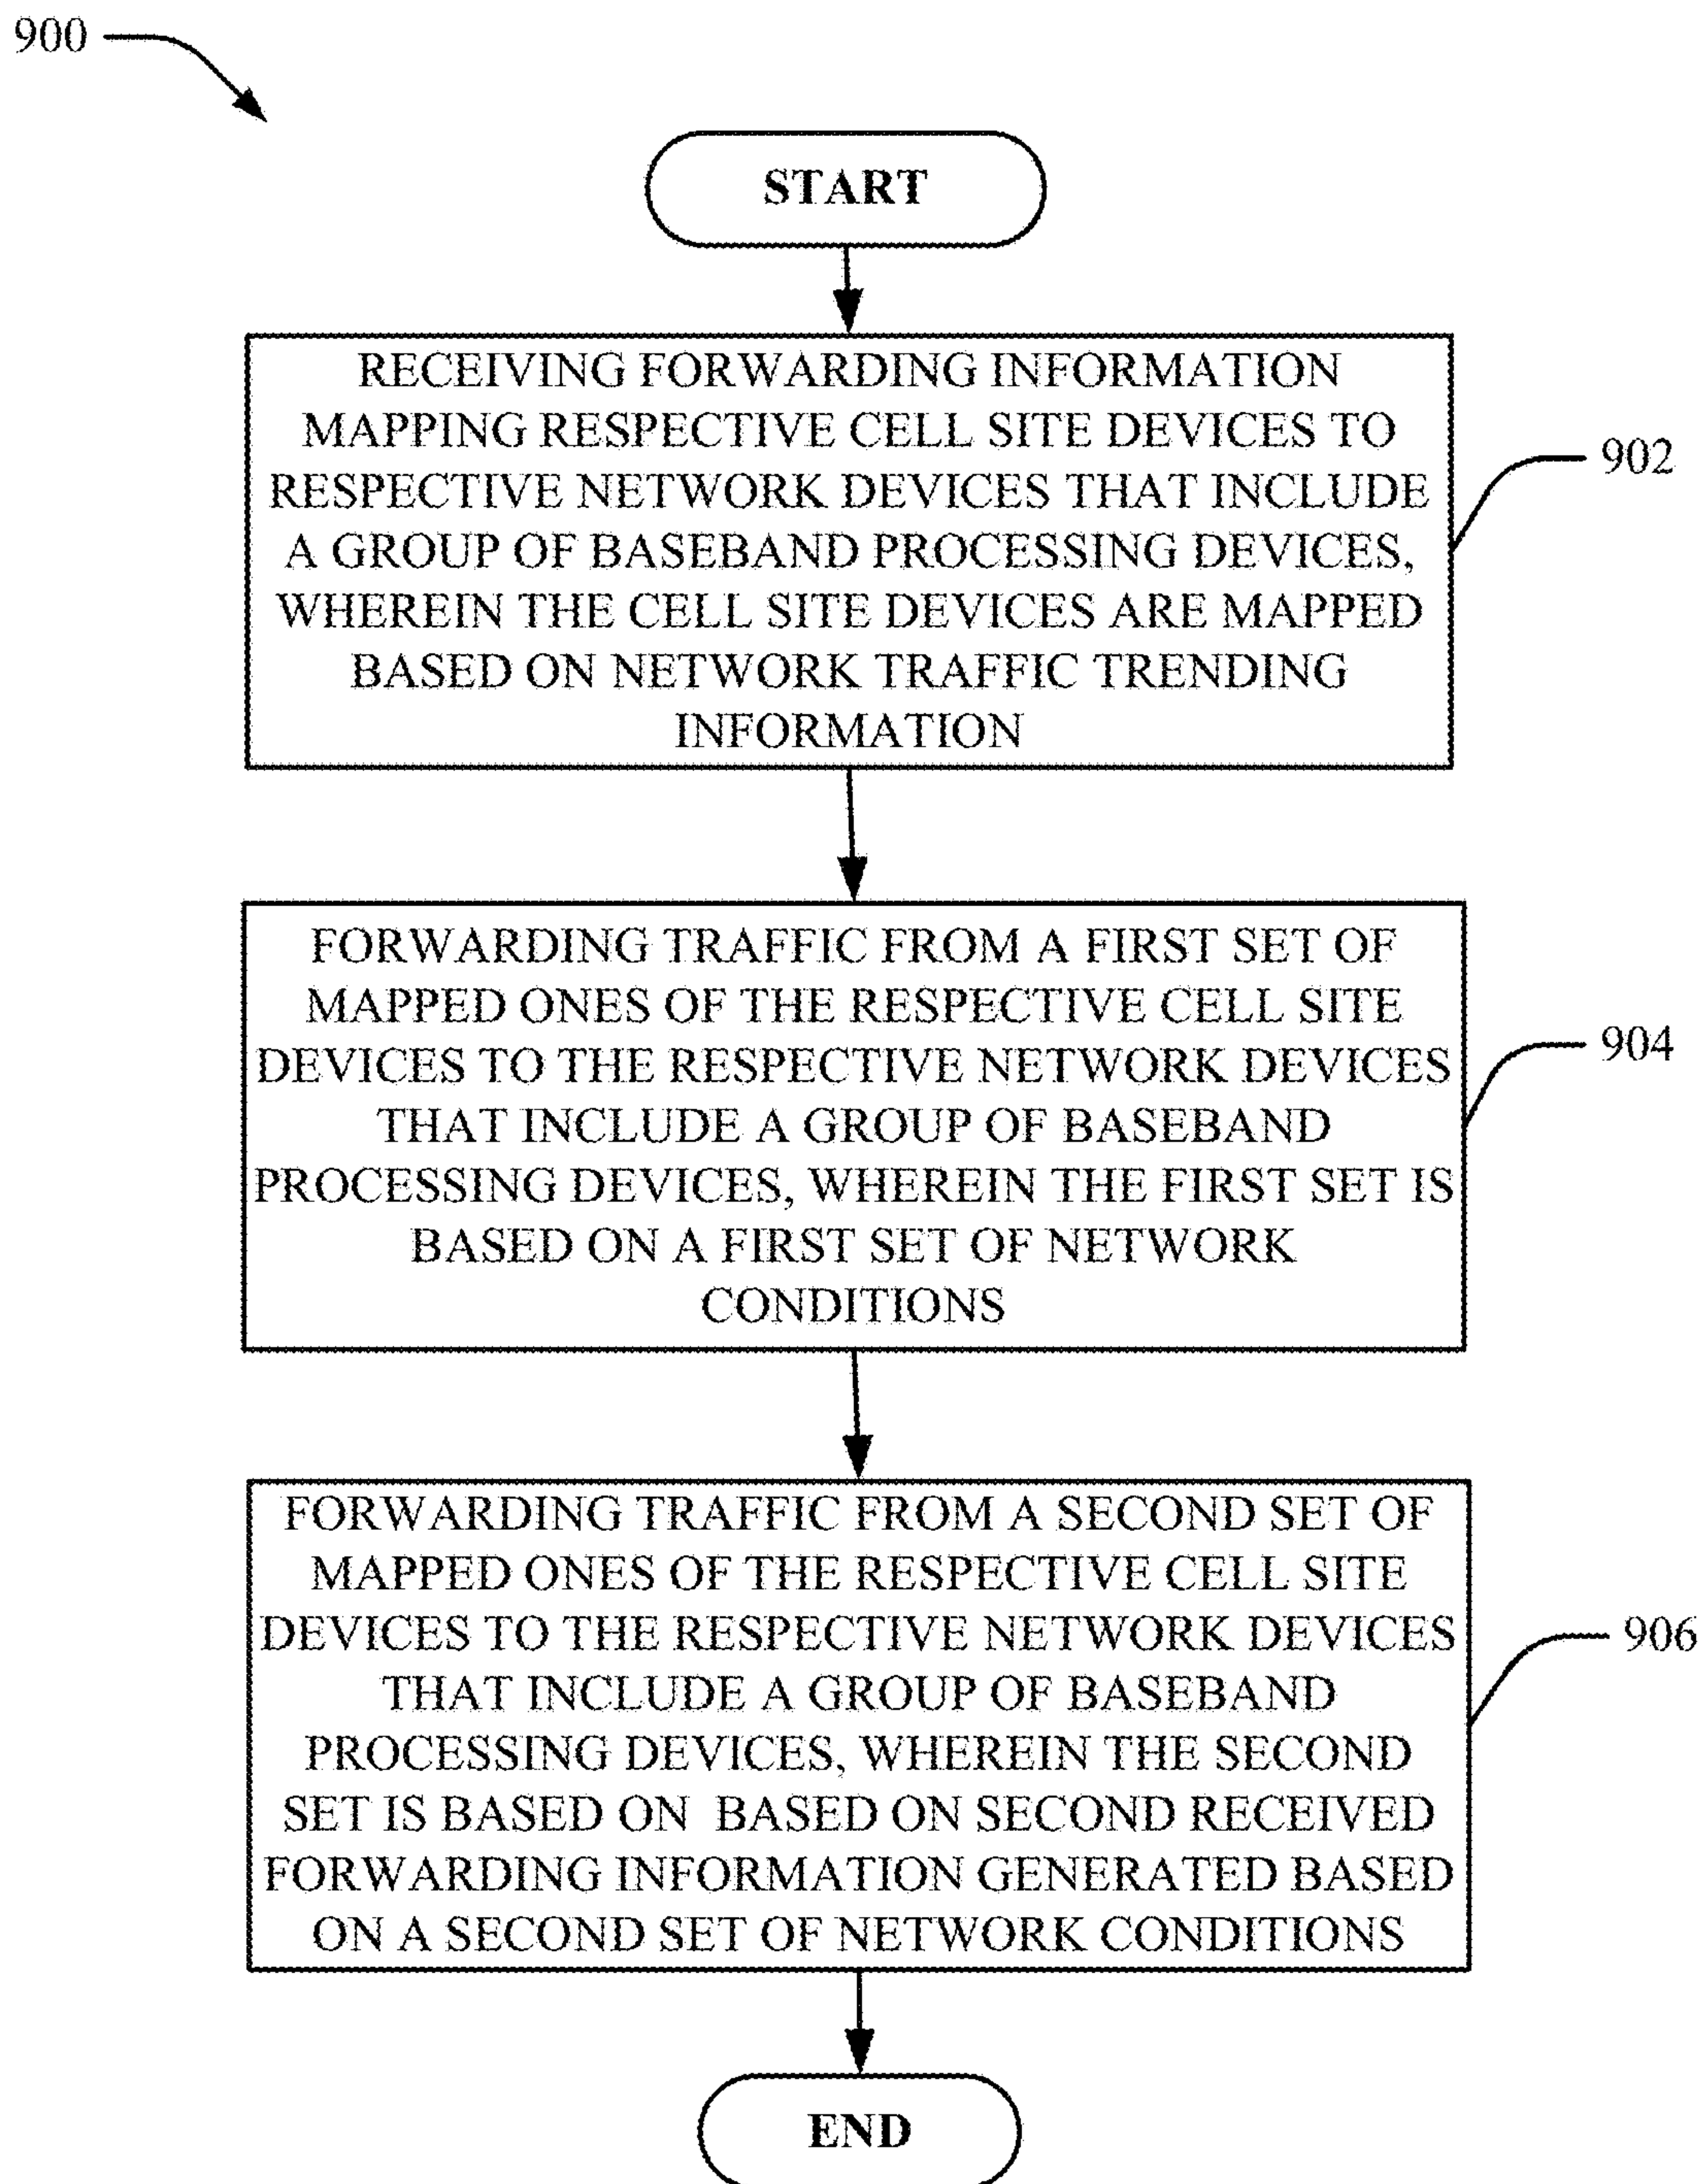 900
START
RECEIVING FORWARDING INFORMATION
MAPPING RESPECTIVE CELL SITE DEVICES TO
RESPECTIVE NETWORK DEVICES THAT INCLUDE
A GROUP OF BASEBAND PROCESSING DEVICES,
WHEREIN THE CELL SITE DEVICES ARE MAPPED
BASED ON NETWORK TRAFFIC TRENDING
INFORMATION
902
FORWARDING TRAFFIC FROM A FIRST SET OF
MAPPED ONES OF THE RESPECTIVE CELL SITE
DEVICES TO THE RESPECTIVE NETWORK DEVICES
THAT INCLUDE A GROUP OF BASEBAND
PROCESSING DEVICES, WHEREIN THE FIRST SET IS
BASED ON A FIRST SET OF NETWORK
CONDITIONS
904
FORWARDING TRAFFIC FROM A SECOND SET OF
MAPPED ONES OF THE RESPECTIVE CELL SITE
DEVICES TO THE RESPECTIVE NETWORK DEVICES
THAT INCLUDE A GROUP OF BASEBAND
PROCESSING DEVICES, WHEREIN THE SECOND
SET IS BASED ON  BASED ON SECOND RECEIVED
FORWARDING INFORMATION GENERATED BASED
ON A SECOND SET OF NETWORK CONDITIONS
906
END